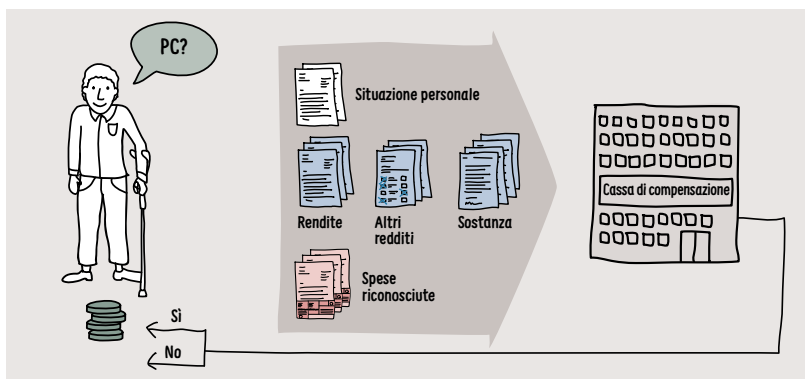 PC?
Situazione personale
Rendite
Altri
redditi
Sostanza
Spese
riconosciute
Cassa di compensazione
Sì
No